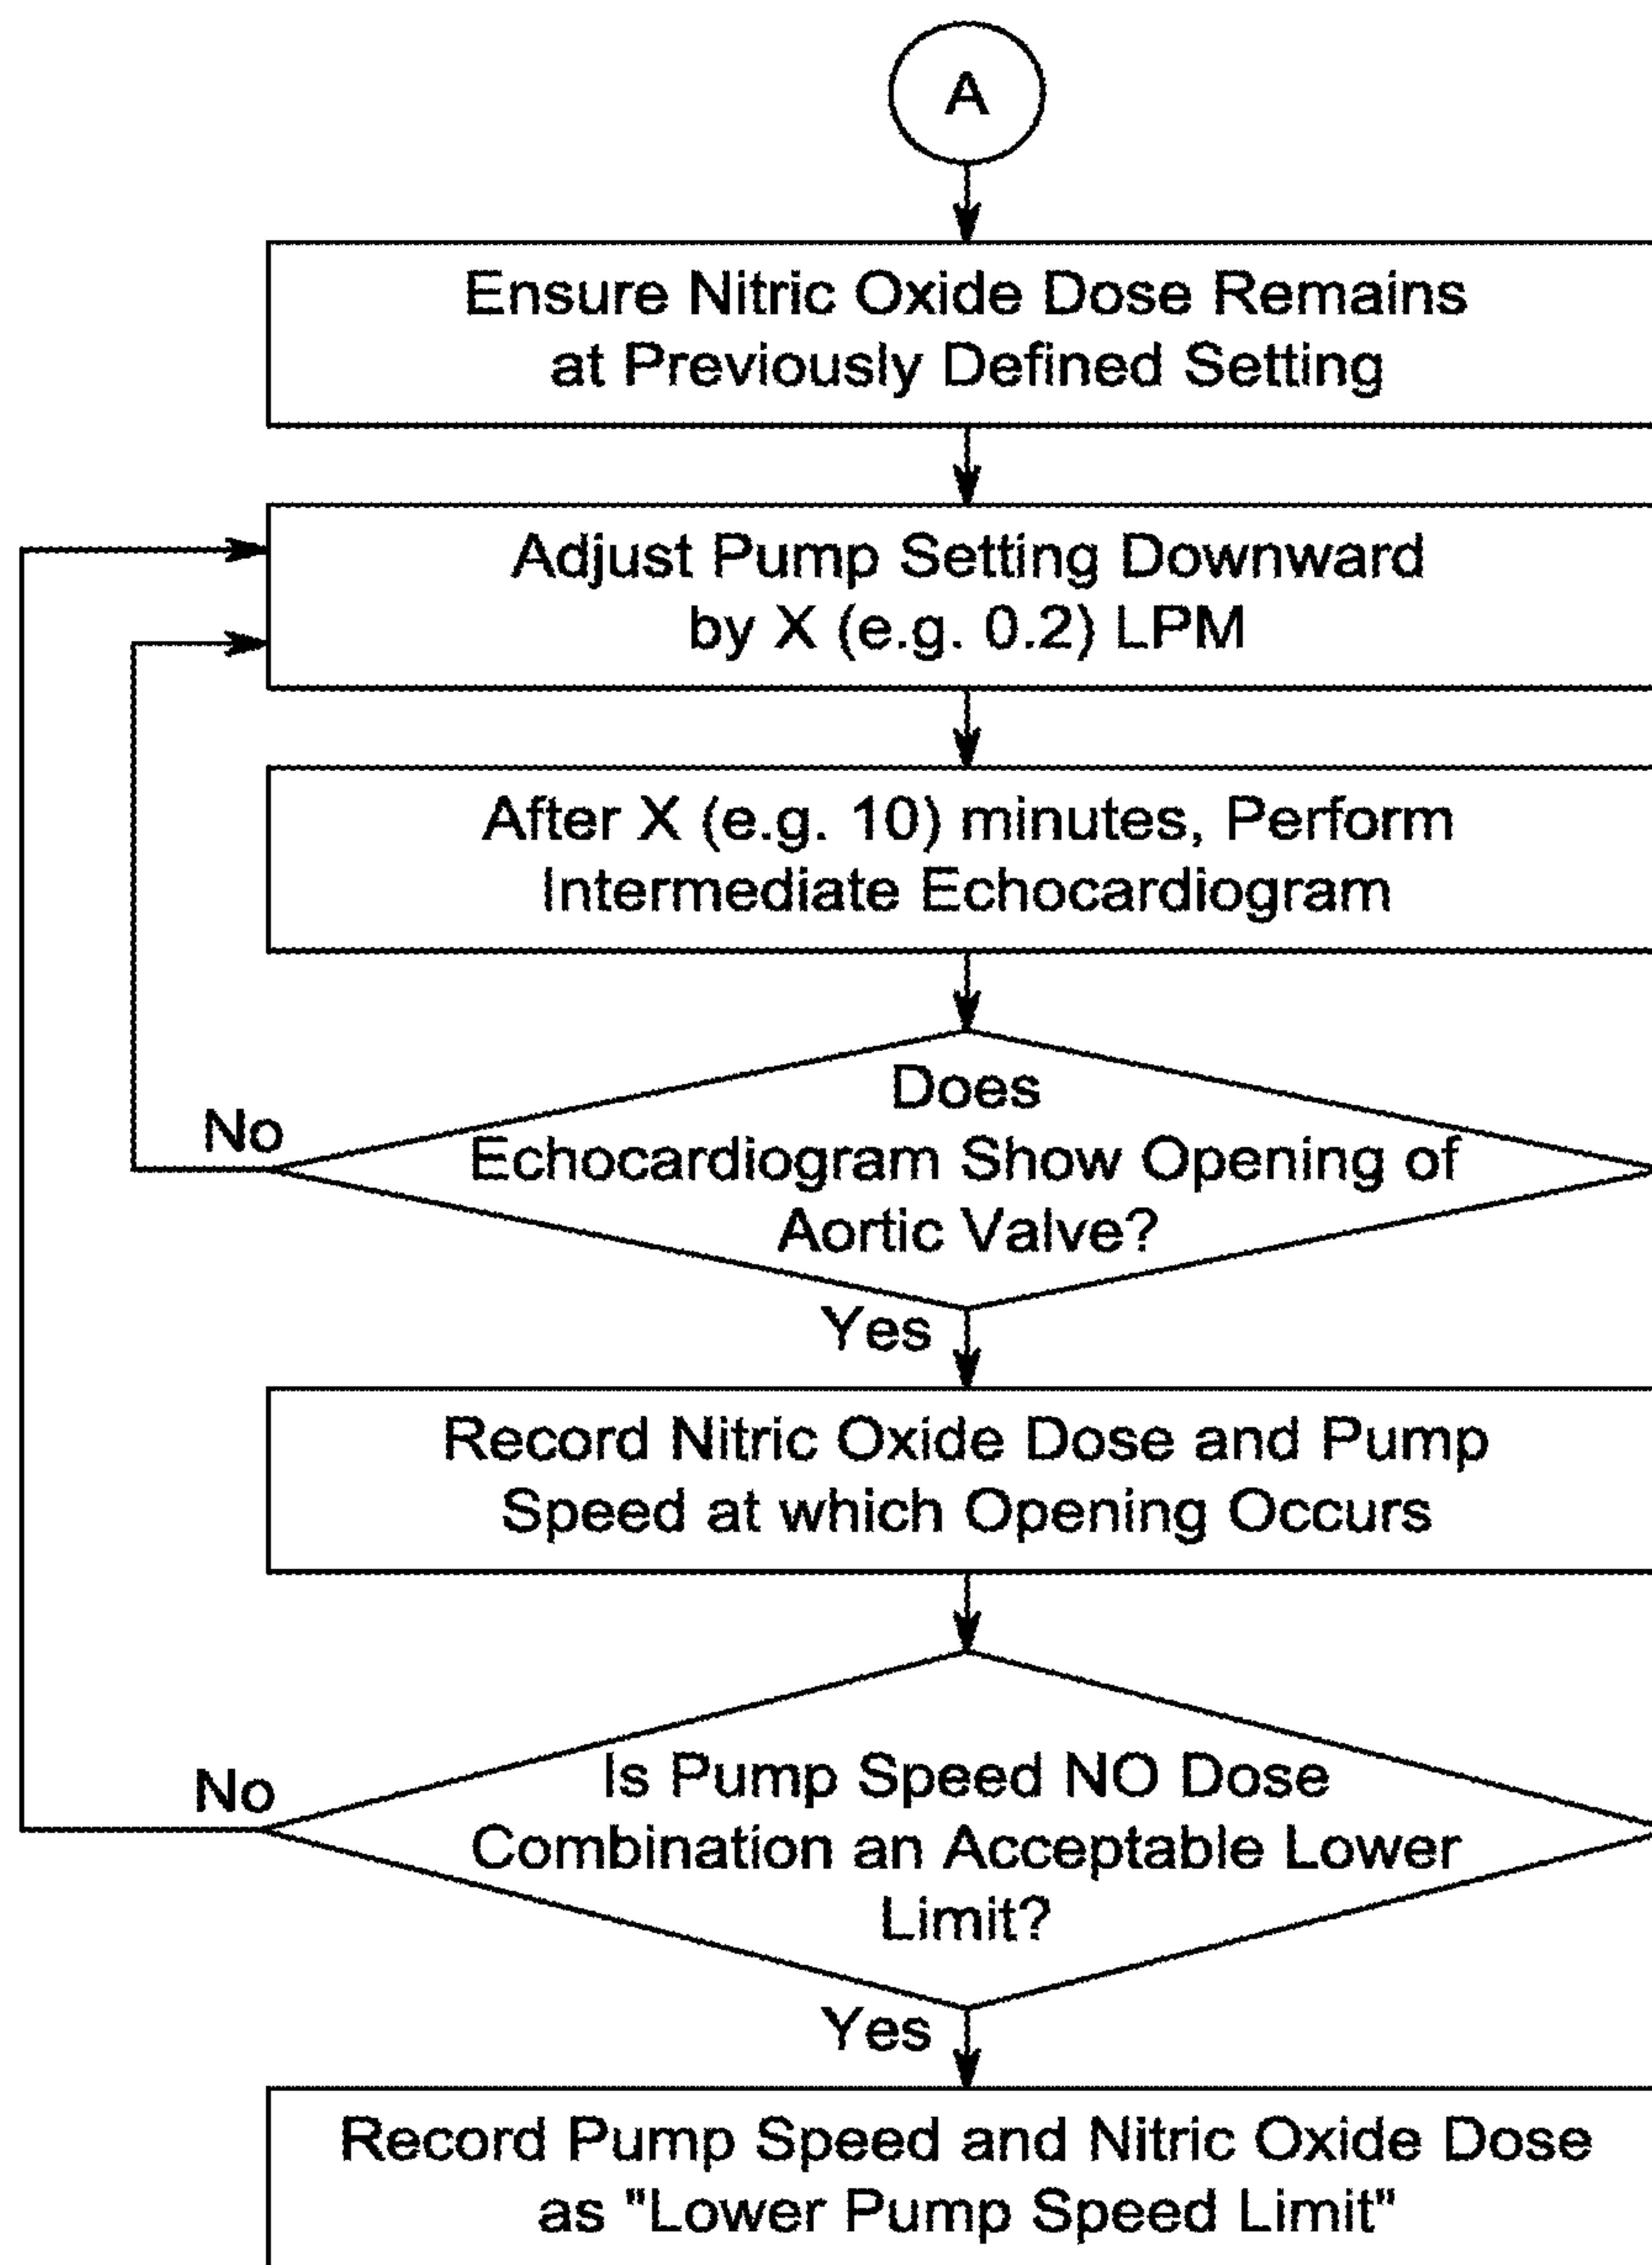 A
Ensure Nitric Oxide Dose Remains
at Previously Defined Setting
Adjust Pump Setting Downward
by X (e.g. 0.2) LPM
After X (e.g. 10) minutes, Perform
Intermediate Echocardiogram
Does
Echocardiogram Show Opening of
Aortic Valve?
No
Yes
Record Nitric Oxide Dose and Pump
Speed at which Opening Occurs
Is Pump Speed NO Dose
Combination an Acceptable Lower
Limit?
No
Yes
Record Pump Speed and Nitric Oxide Dose
as "Lower Pump Speed Limit"